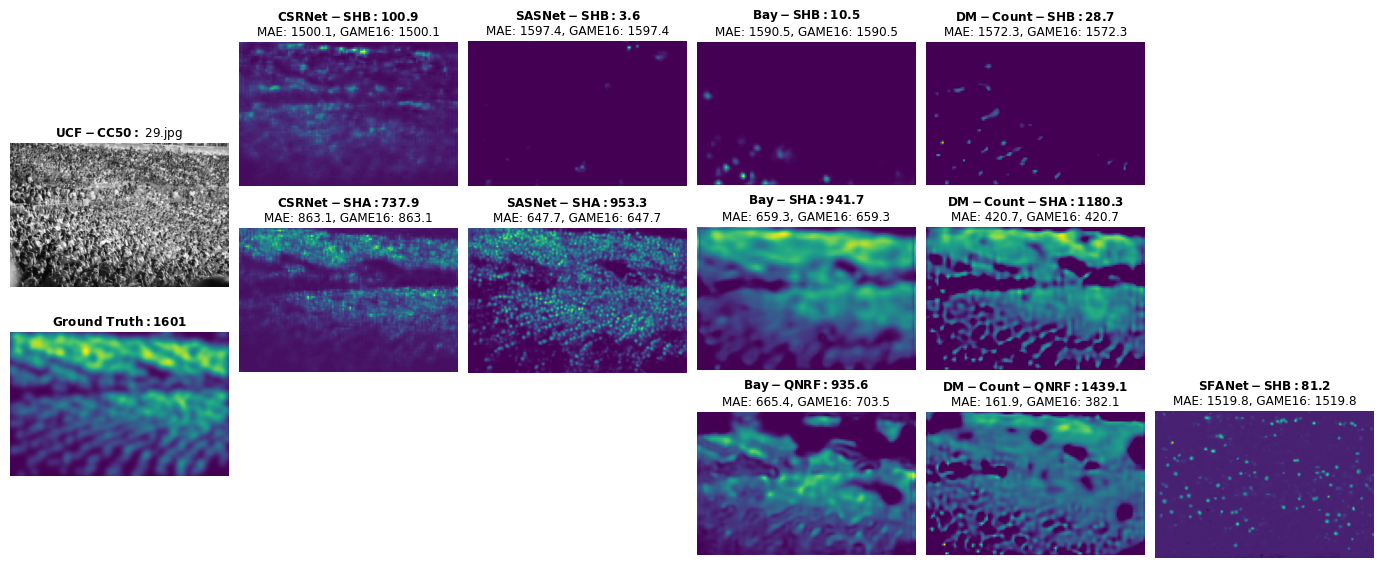 CSRNet − SHB : 100.9
MAE: 1500.1, GAME16: 1500.1
SASNet − SHB : 3.6
MAE: 1597.4, GAME16: 1597.4
Bay − SHB : 10.5
MAE: 1590.5, GAME16: 1590.5
DM − Count − SHB : 28.7
MAE: 1572.3, GAME16: 1572.3
UCF − CC50 : 29.jpg
CSRNet − SHA : 737.9
MAE: 863.1, GAME16: 863.1
SASNet − SHA : 953.3
MAE: 647.7, GAME16: 647.7
Bay − SHA : 941.7
MAE: 659.3, GAME16: 659.3
DM − Count − SHA : 1180.3
MAE: 420.7, GAME16: 420.7
Ground Truth : 1601
Bay − QNRF : 935.6
MAE: 665.4, GAME16: 703.5
DM − Count − QNRF : 1439.1
MAE: 161.9, GAME16: 382.1
SFANet − SHB : 81.2
MAE: 1519.8, GAME16: 1519.8